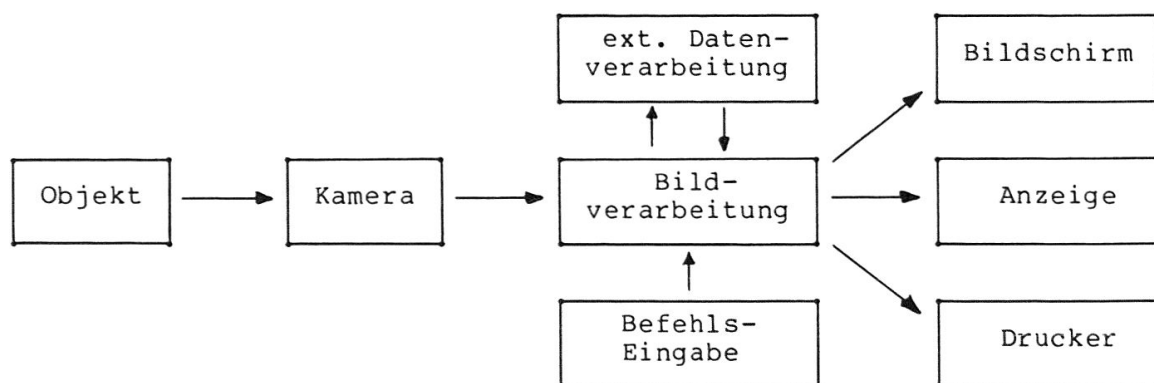 ext. Daten-
verarbeitung
Bildschirm
Objekt
Kamera
Bild-
verarbeitung
Anzeige
Befehls-
Eingabe
Drucker